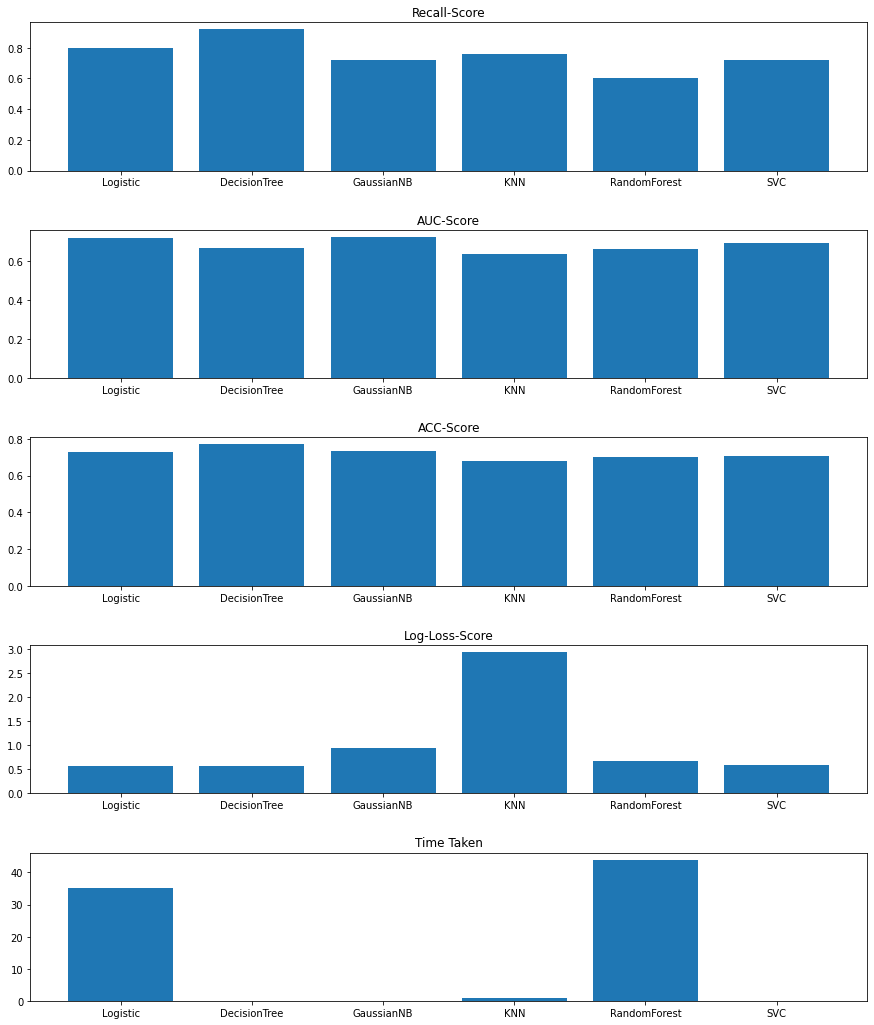 Recall-Score
0.8
0.6
0.4
0.2
0.0
Logistic DecisionTree GaussianNB KNN RandomForest SVC
AUC-Score
0.6
0.4
0.2
0.0
Logistic DecisionTree GaussianNB KNN RandomForest SVC
ACC-Score
0.8
0.6
0.4
0.2
0.0
Logistic DecisionTree GaussianNB KNN RandomForest SVC
Log-Loss-Score
3.0
2.5
2.0
1.5
1.0
0.5
0.0
Logistic DecisionTree GaussianNB KNN RandomForest SVC
Time Taken
40
30
20
10
0
Logistic DecisionTree GaussianNB KNN RandomForest SVC